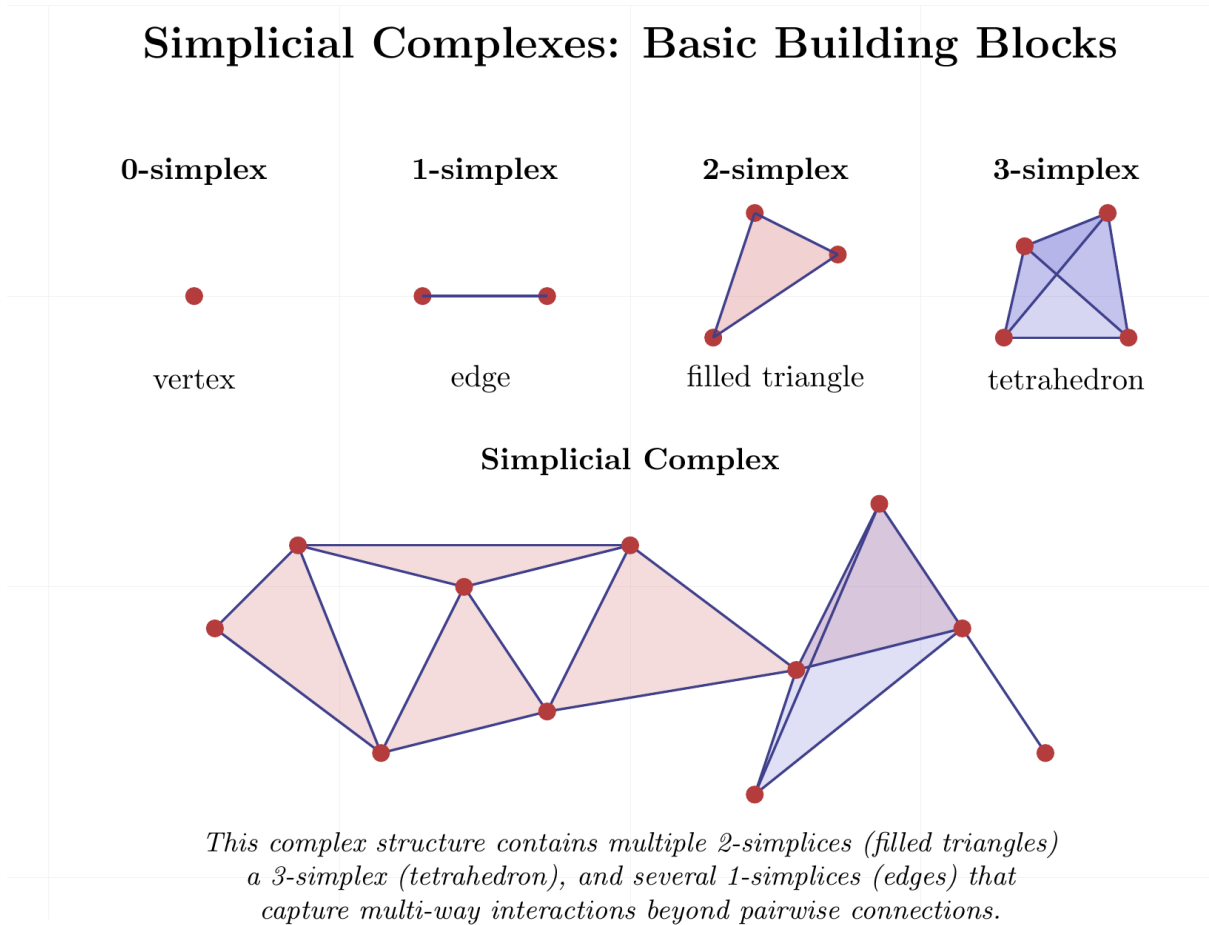 Simplicial Complexes: Basic Building Blocks
0-simplex
1-simplex
2-simplex
3-simplex
vertex
edge
filled triangle
tetrahedron
Simplicial Complex
This complex structure contains multiple 2-simplices (filled triangles)
a 3-simplex (tetrahedron), and several 1-simplices (edges) that
capture multi-way interactions beyond pairwise connections.